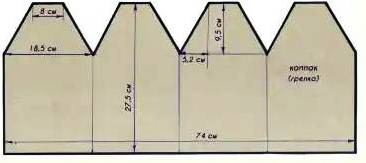 8 см
18,5 см
27,5 см
9,5 см
5,2 см
колпак
(грелка)
74 см